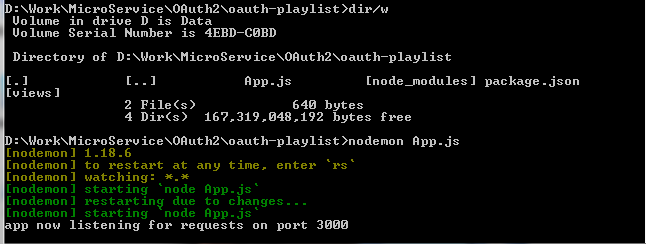 D:\Work\MicroService\OAuth2\oauth-playlist>dir/w
Volume in drive D is Data
Volume Serial Number is 4EBD-C0BD
Directory of D:\Work\MicroService\OAuth2\oauth-playlist
[.] [..] App.js [node_modules] package.json
[views]
2 File(s) 640 bytes
4 Dir(s) 167,319,048,192 bytes free
D:\Work\MicroService\OAuth2\oauth-playlist>nodemon App.js
[nodemon] 1.18.6
[nodemon] to restart at any time, enter `rs`
[nodemon] watching: *.*
[nodemon] starting `node App.js`
[nodemon] restarting due to changes...
[nodemon] starting `node App.js`
app now listening for requests on port 3000